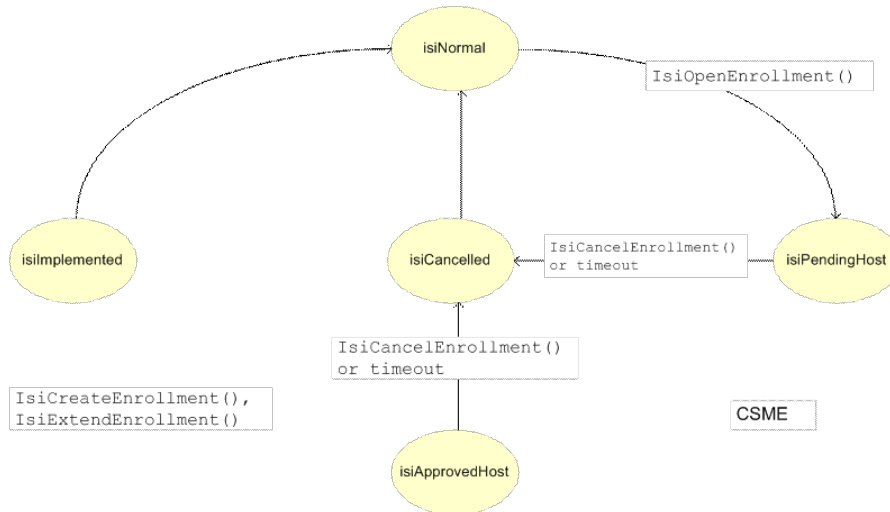 isiNormal
IsiOpenEnrollment()
isiImplemented
isiCancelled
IsiCancelEnrollment()
or timeout
isiPendingHost
IsiCancelEnrollment()
or timeout
IsiCreateEnrollment(),
IsiExtendEnrollment()
CSME
isiApprovedHost